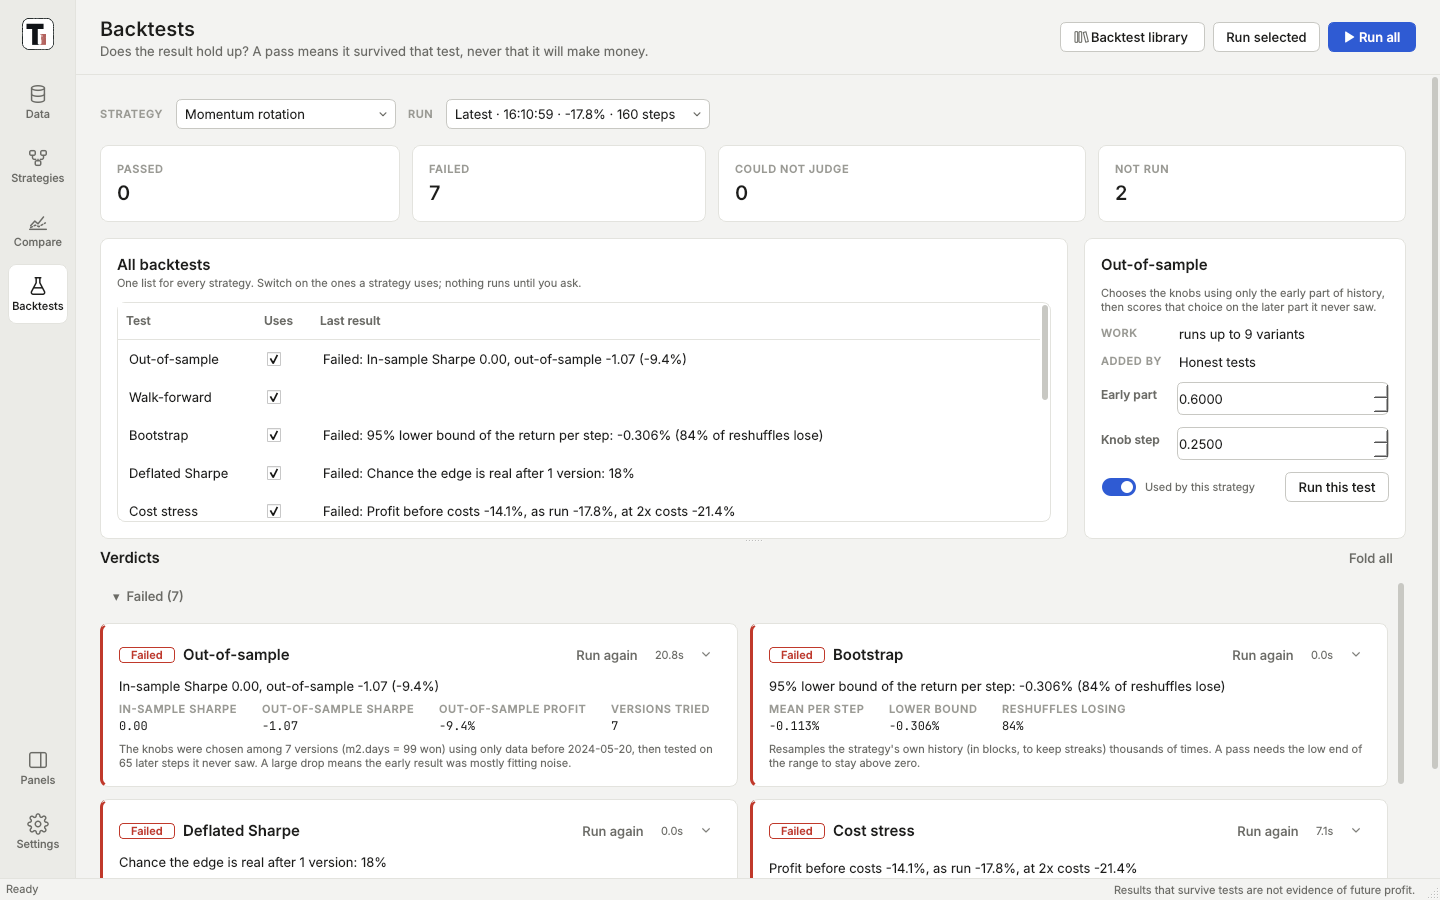 Backtests
Does the result hold up? A pass means it survived that test, never that it will make money.
Backtest library
Run selected
▶ Run all
Data
Strategies
Compare
Backtests
Panels
Settings
STRATEGY
Momentum rotation
RUN
Latest · 16:10:59 · -17.8% · 160 steps
PASSED
0
FAILED
7
COULD NOT JUDGE
0
NOT RUN
2
All backtests
One list for every strategy. Switch on the ones a strategy uses; nothing runs until you ask.
Test Uses Last result
Out-of-sample Failed: In-sample Sharpe 0.00, out-of-sample -1.07 (-9.4%)
Walk-forward
Bootstrap Failed: 95% lower bound of the return per step: -0.306% (84% of reshuffles lose)
Deflated Sharpe Failed: Chance the edge is real after 1 version: 18%
Cost stress Failed: Profit before costs -14.1%, as run -17.8%, at 2x costs -21.4%
Out-of-sample
Chooses the knobs using only the early part of history,
then scores that choice on the later part it never saw.
WORK runs up to 9 variants
ADDED BY Honest tests
Early part 0.6000
Knob step 0.2500
Used by this strategy
Run this test
Verdicts
Fold all
▾ Failed (7)
Failed Out-of-sample Run again 20.8s
In-sample Sharpe 0.00, out-of-sample -1.07 (-9.4%)
IN-SAMPLE SHARPE OUT-OF-SAMPLE SHARPE OUT-OF-SAMPLE PROFIT VERSIONS TRIED
0.00 -1.07 -9.4% 7
The knobs were chosen among 7 versions (m2.days = 99 won) using only data before 2024-05-20, then tested on
65 later steps it never saw. A large drop means the early result was mostly fitting noise.
Failed Bootstrap Run again 0.0s
95% lower bound of the return per step: -0.306% (84% of reshuffles lose)
MEAN PER STEP LOWER BOUND RESHUFFLES LOSING
-0.113% -0.306% 84%
Resamples the strategy's own history (in blocks, to keep streaks) thousands of times. A pass needs the low end of
the range to stay above zero.
Failed Deflated Sharpe Run again 0.0s
Chance the edge is real after 1 version: 18%
Failed Cost stress Run again 7.1s
Profit before costs -14.1%, as run -17.8%, at 2x costs -21.4%
Ready
Results that survive tests are not evidence of future profit.